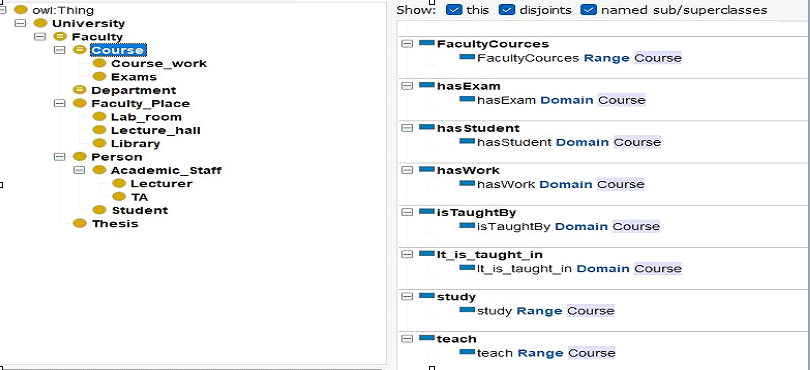 owl:Thing
University
Faculty
Course
Course_work
Exams
Department
Faculty_Place
Lab_room
Lecture_hall
Library
Person
Academic_Staff
Lecturer
TA
Student
Thesis
Show: this disjoints named sub/superclasses
FacultyCources
FacultyCources Range Course
hasExam
hasExam Domain Course
hasStudent
hasStudent Domain Course
hasWork
hasWork Domain Course
isTaughtBy
isTaughtBy Domain Course
It_is_taught_in
It_is_taught_in Domain Course
study
study Range Course
teach
teach Range Course